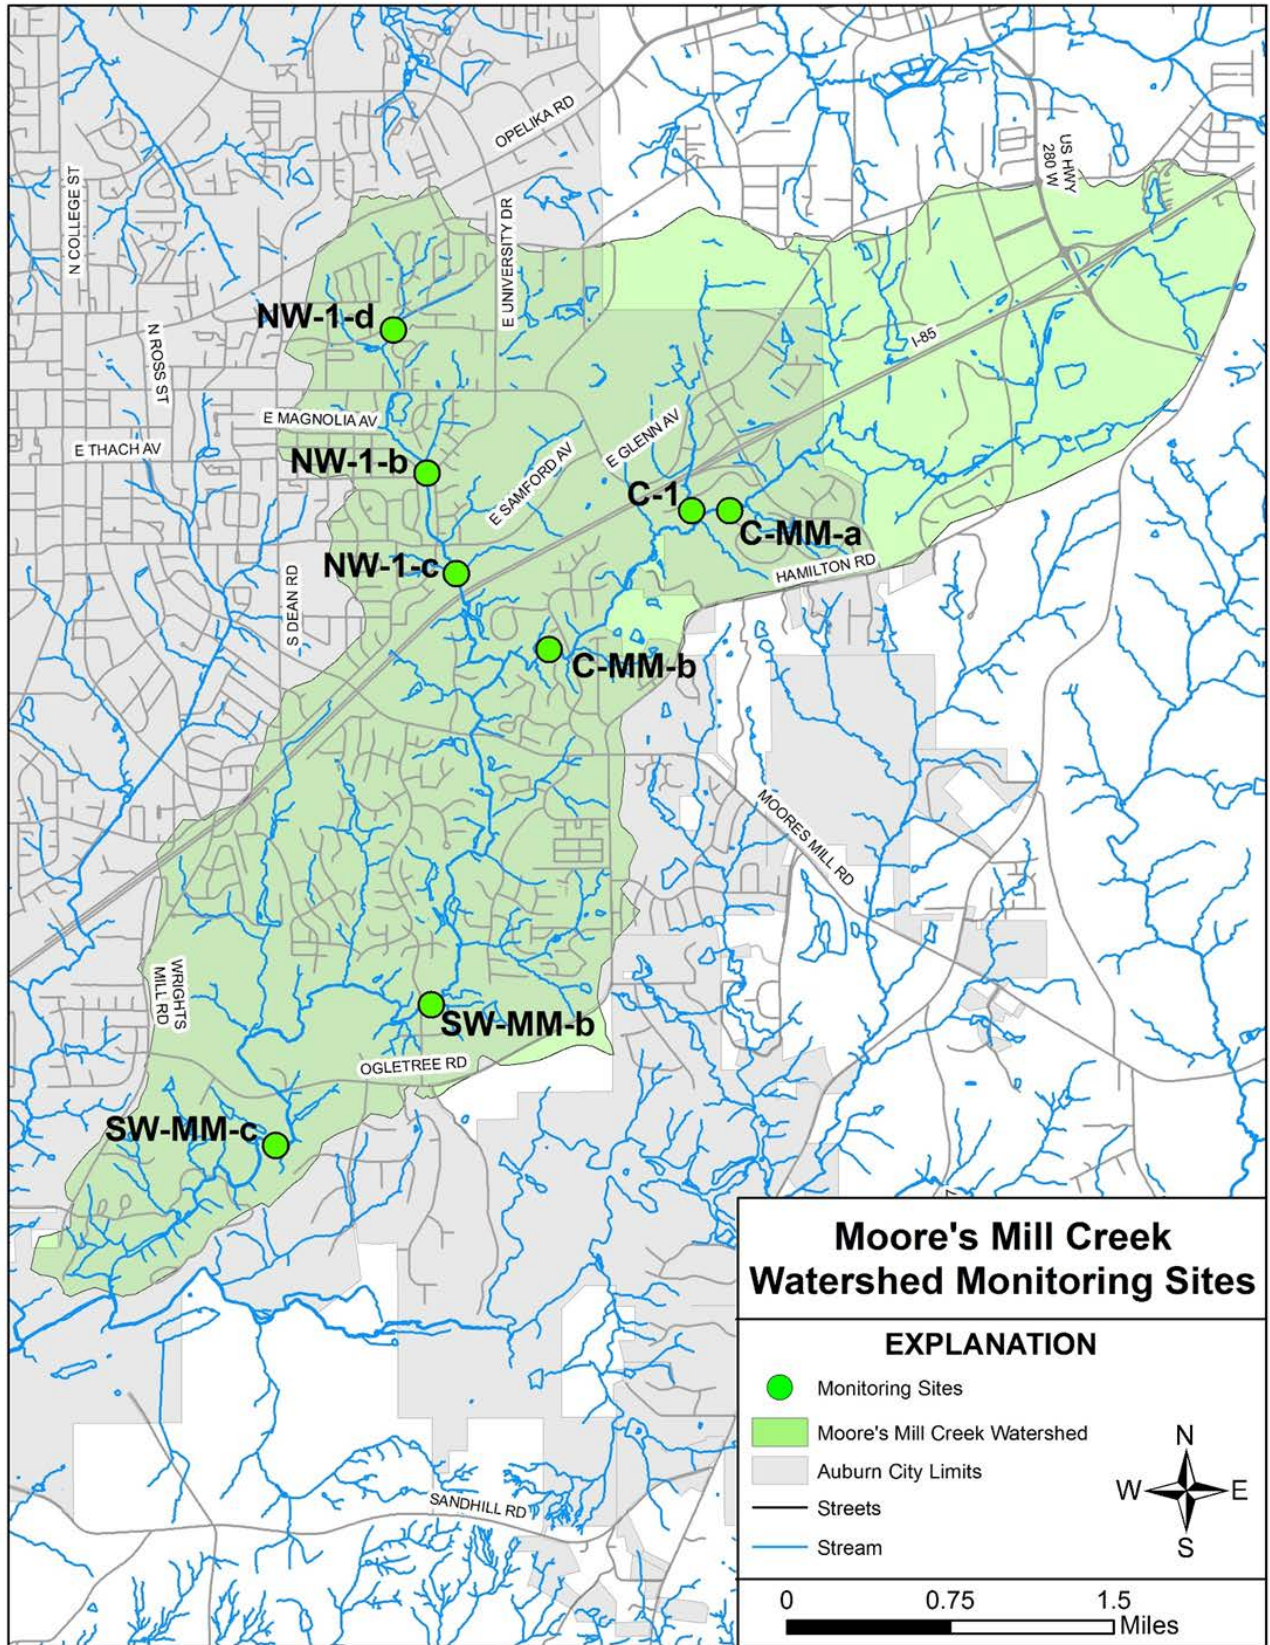 OPELIKA RD
US HWY
280 W
N COLLEGE ST
E UNIVERSITY DR
NW-1-d
I-85
N ROSS ST
E MAGNOLIA AV
E GLENN AV
E THACH AV
NW-1-b
E SAMFORD AV
C-1
C-MM-a
NW-1-c
HAMILTON RD
S DEAN RD
C-MM-b
MOORES MILL RD
WRIGHTS
MILL RD
SW-MM-b
OGLETREE RD
SW-MM-c
SANDHILL RD
Moore's Mill Creek
Watershed Monitoring Sites
EXPLANATION
Monitoring Sites
Moore's Mill Creek Watershed
Auburn City Limits
Streets
Stream
N
W E
S
0 0.75 1.5
Miles